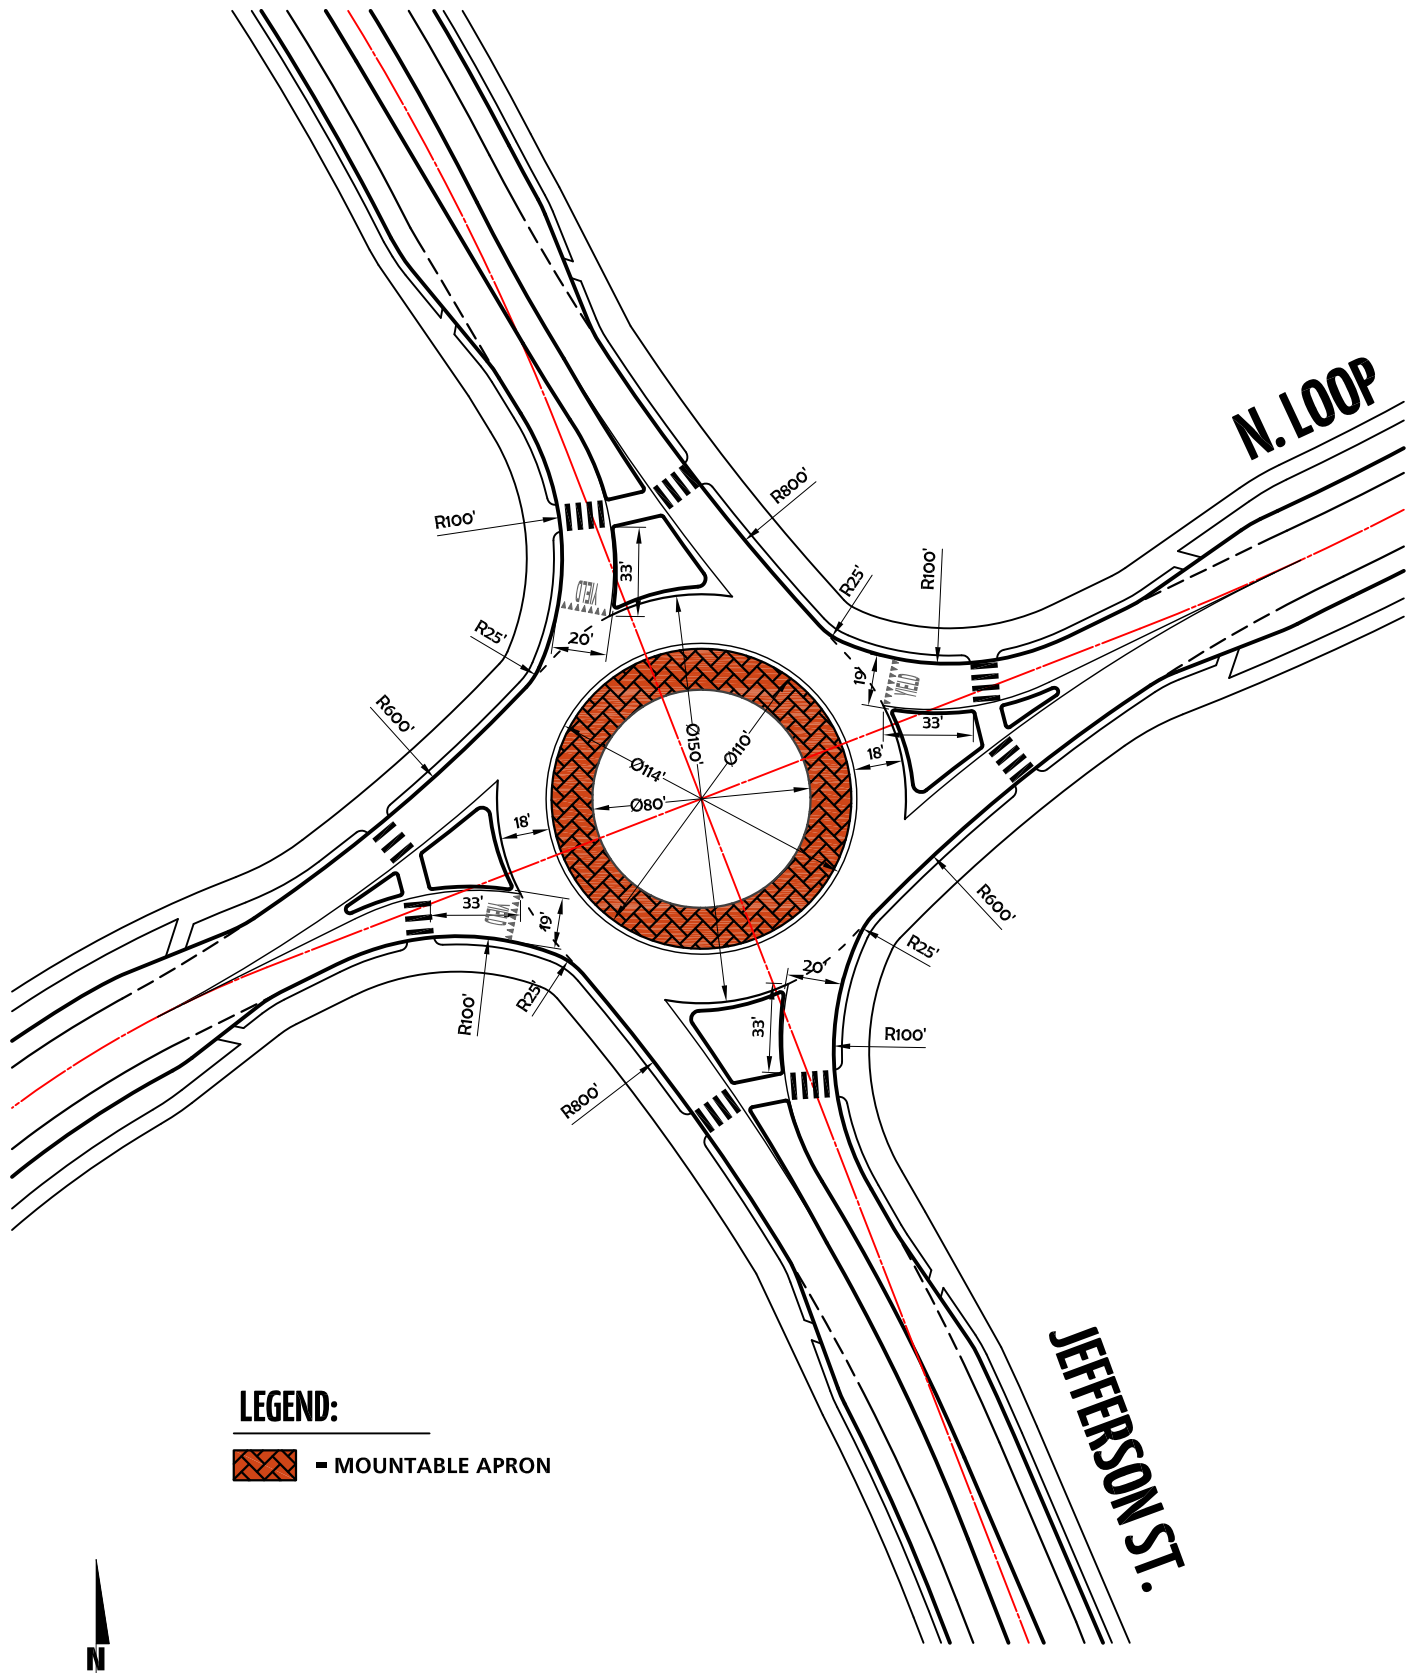 N. LOOP
R800'
R100'
R25'
R100'
33'
YIELD
20'
R25'
19'
YIELD
33'
R600'
Ø150'
Ø110'
18'
Ø114'
Ø80'
18'
33'
YIELD
19'
R600'
R25'
20'
R25'
R100'
33'
R100'
R800'
JEFFERSON ST.
LEGEND:
- MOUNTABLE APRON
N